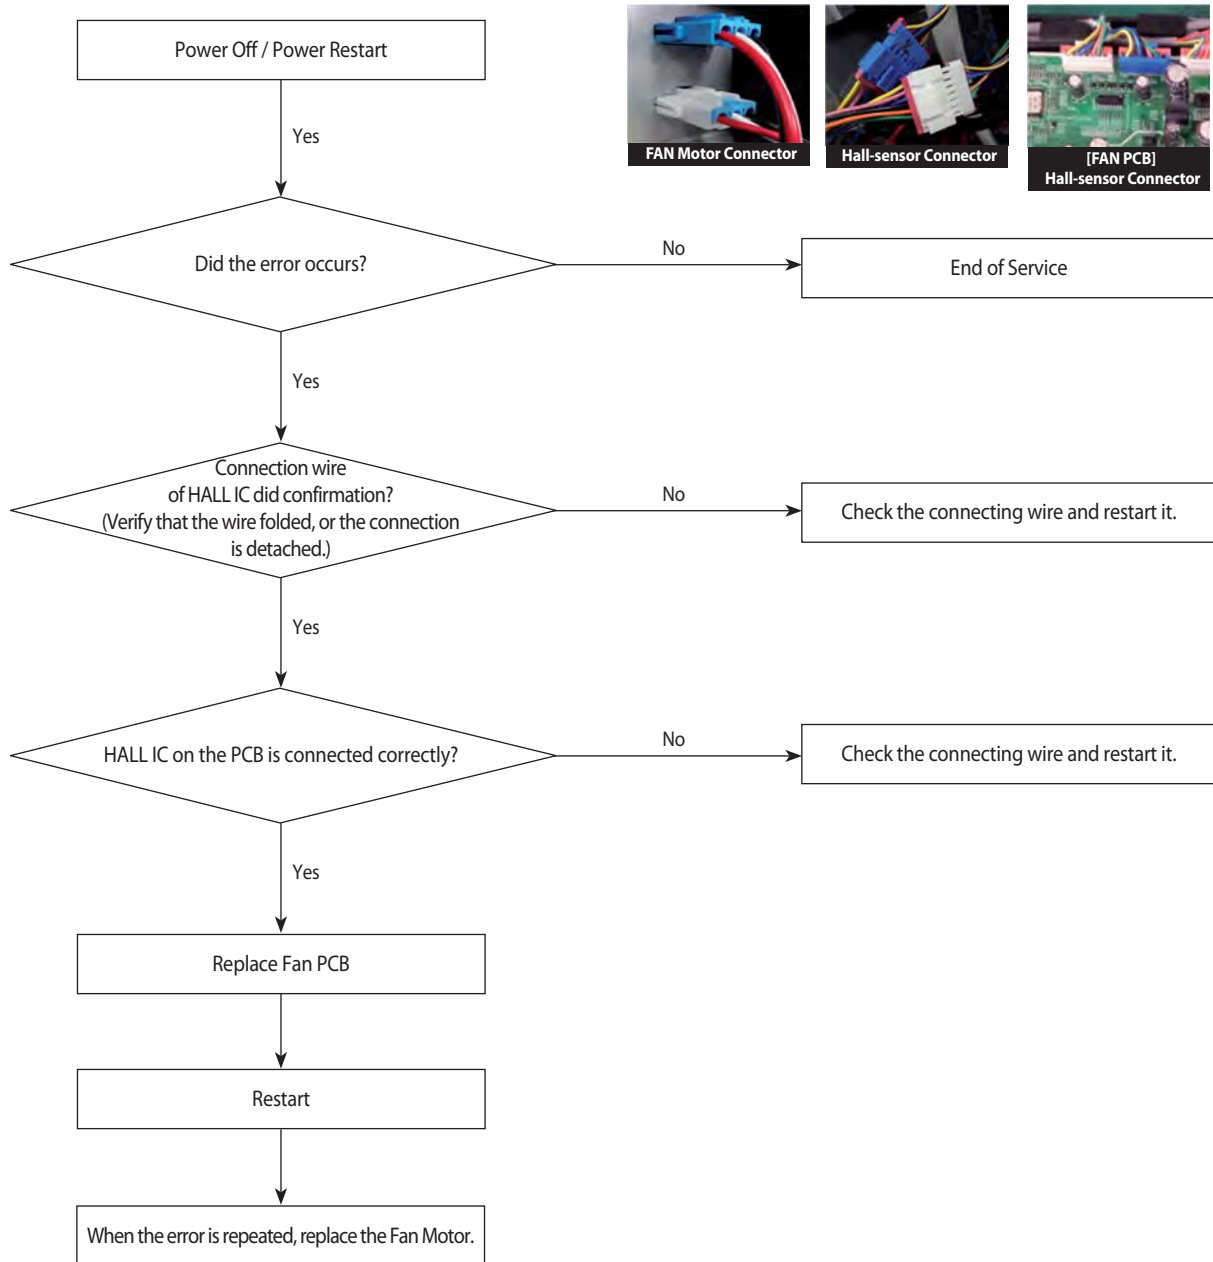 Power Off / Power Restart
FAN Motor Connector
Hall-sensor Connector
[FAN PCB]
Hall-sensor Connector
Yes
Did the error occurs?
No
End of Service
Yes
Connection wire
of HALL IC did confirmation?
(Verify that the wire folded, or the connection
is detached.)
No
Check the connecting wire and restart it.
Yes
HALL IC on the PCB is connected correctly?
No
Check the connecting wire and restart it.
Yes
Replace Fan PCB
Restart
When the error is repeated, replace the Fan Motor.